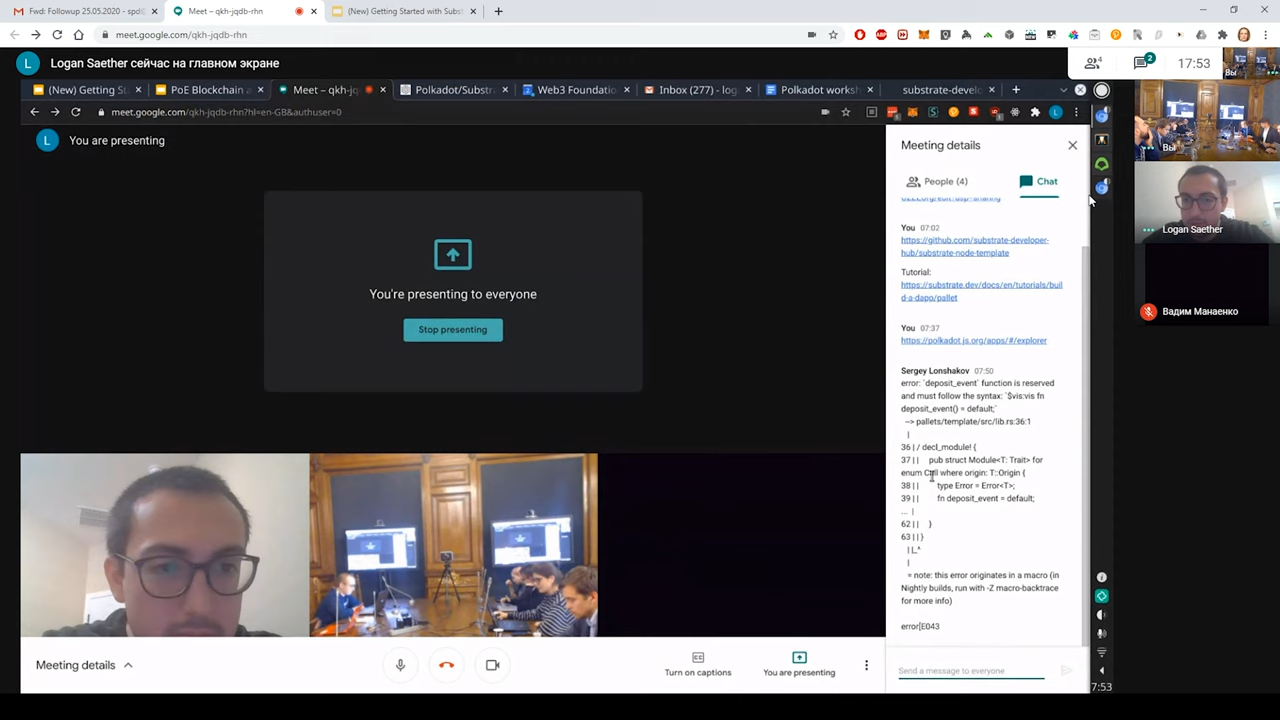 Fwd: Followup 25.05.2020 - spd@
Meet – qkh-jqdb-rhn
(New) Getting Started with Subst
meet.google.com/qkh-jqdb-rhn
Logan Saether сейчас на главном экране
4
2
17:53
Вы
(New) Getting St
PoE Blockchain a
Meet – qkh-jq
Polkadot/Substr
Web3 Foundation
Inbox (277) - log
Polkadot worksh
substrate-devel
meet.google.com/qkh-jqdb-rhn?hl=en-GB&authuser=0
You are presenting
You're presenting to everyone
Stop presenting
Meeting details
People (4)
Chat
You 07:02
https://github.com/substrate-developer-
hub/substrate-node-template
Tutorial:
https://substrate.dev/docs/en/tutorials/buil
d-a-dapp/pallet
You 07:37
https://polkadot.js.org/apps/#/explorer
Sergey Lonshakov 07:50
error: `deposit_event` function is reserved
and must follow the syntax: `$vis:vis fn
deposit_event() = default;`
--> pallets/template/src/lib.rs:36:1
|
36 | / decl_module! {
37 | | pub struct Module<T: Trait> for
enum Call where origin: T::Origin {
38 | | type Error = Error<T>;
39 | | fn deposit_event = default;
... |
62 | | }
63 | | }
| |_^
|
= note: this error originates in a macro (in
Nightly builds, run with -Z macro-backtrace
for more info)
error[E043
Send a message to everyone
Meeting details
Turn on captions
You are presenting
7:53
Вы
Logan Saether
Вадим Манаенко